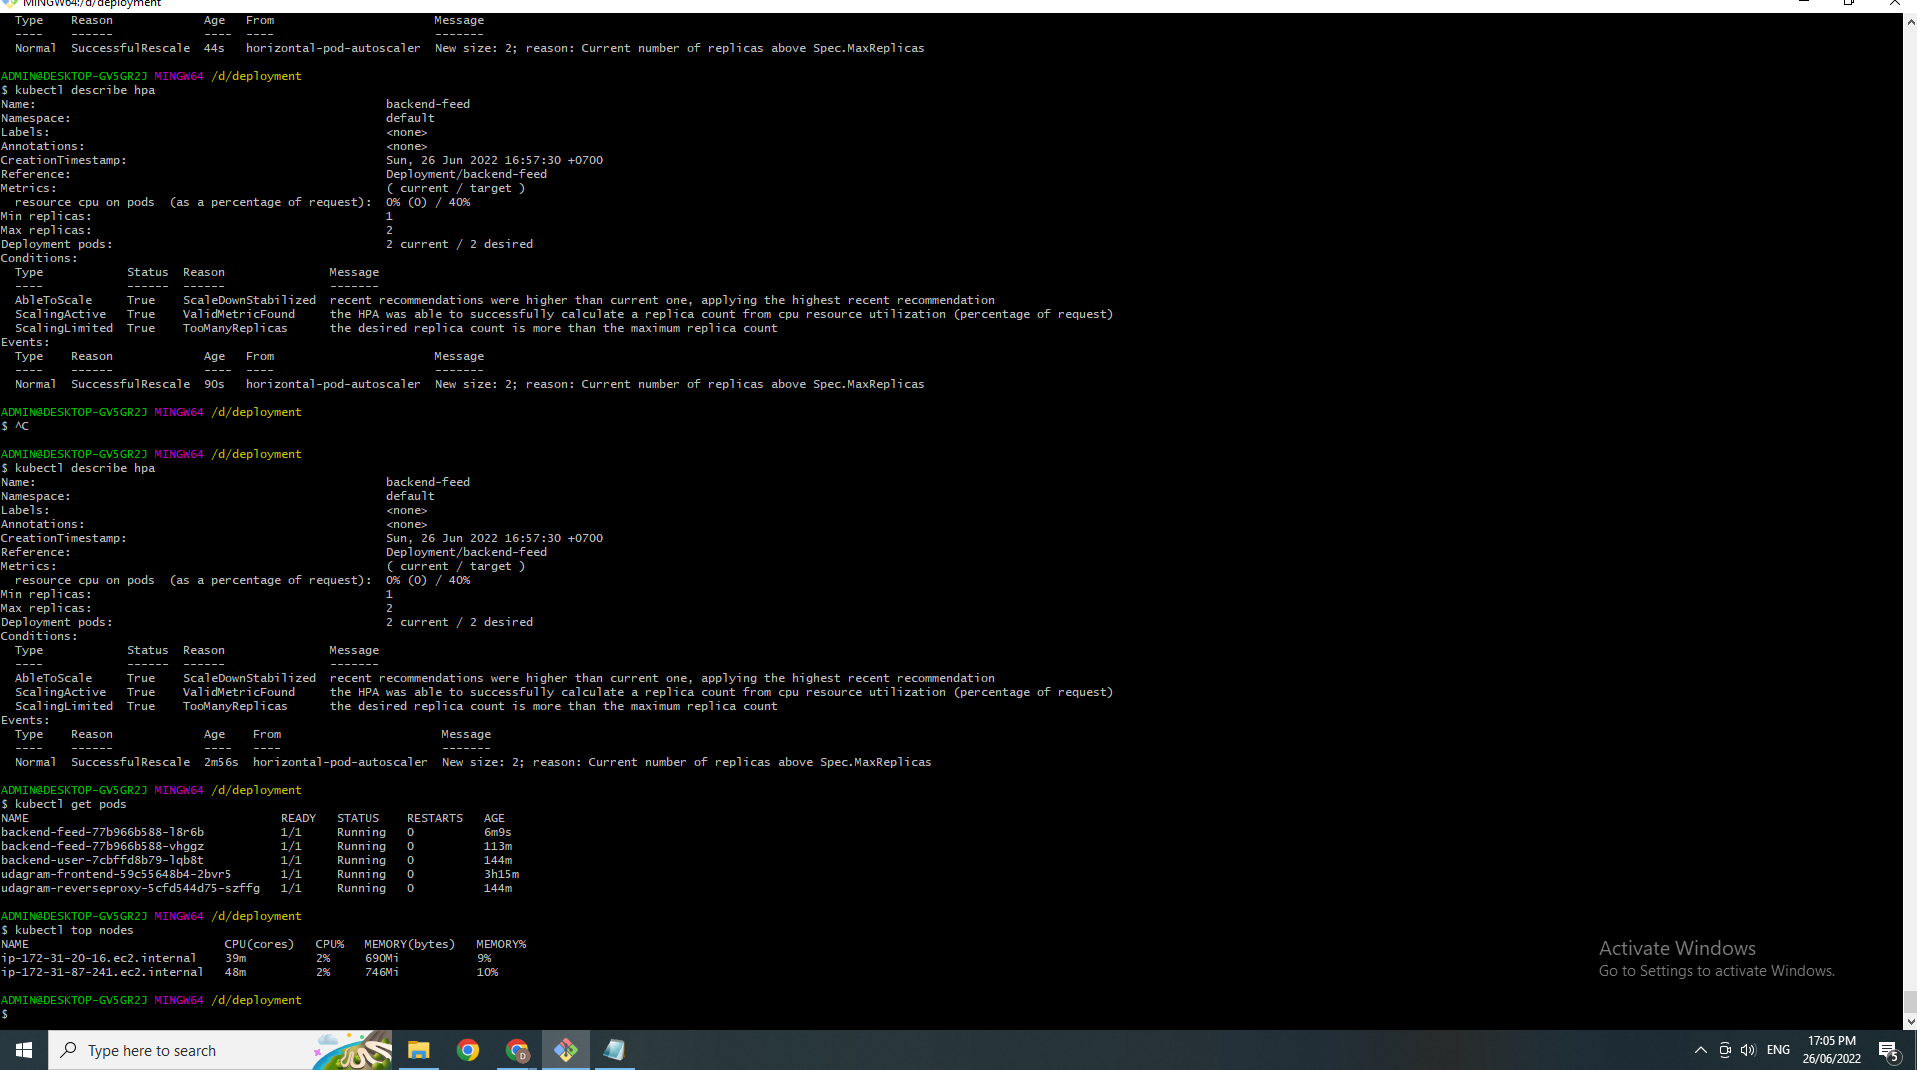 MINGW64:/d/deployment
  Type    Reason             Age   From                       Message
  ----    ------             ----  ----                       -------
  Normal  SuccessfulRescale  44s   horizontal-pod-autoscaler  New size: 2; reason: Current number of replicas above Spec.MaxReplicas

ADMIN@DESKTOP-GV5GR2J MINGW64 /d/deployment
$ kubectl describe hpa
Name:                                                  backend-feed
Namespace:                                             default
Labels:                                                <none>
Annotations:                                           <none>
CreationTimestamp:                                     Sun, 26 Jun 2022 16:57:30 +0700
Reference:                                             Deployment/backend-feed
Metrics:                                               ( current / target )
  resource cpu on pods  (as a percentage of request):  0% (0) / 40%
Min replicas:                                          1
Max replicas:                                          2
Deployment pods:                                       2 current / 2 desired
Conditions:
  Type            Status  Reason               Message
  ----            ------  ------               -------
  AbleToScale     True    ScaleDownStabilized  recent recommendations were higher than current one, applying the highest recent recommendation
  ScalingActive   True    ValidMetricFound     the HPA was able to successfully calculate a replica count from cpu resource utilization (percentage of request)
  ScalingLimited  True    TooManyReplicas      the desired replica count is more than the maximum replica count
Events:
  Type    Reason             Age   From                       Message
  ----    ------             ----  ----                       -------
  Normal  SuccessfulRescale  90s   horizontal-pod-autoscaler  New size: 2; reason: Current number of replicas above Spec.MaxReplicas

ADMIN@DESKTOP-GV5GR2J MINGW64 /d/deployment
$ ^C

ADMIN@DESKTOP-GV5GR2J MINGW64 /d/deployment
$ kubectl describe hpa
Name:                                                  backend-feed
Namespace:                                             default
Labels:                                                <none>
Annotations:                                           <none>
CreationTimestamp:                                     Sun, 26 Jun 2022 16:57:30 +0700
Reference:                                             Deployment/backend-feed
Metrics:                                               ( current / target )
  resource cpu on pods  (as a percentage of request):  0% (0) / 40%
Min replicas:                                          1
Max replicas:                                          2
Deployment pods:                                       2 current / 2 desired
Conditions:
  Type            Status  Reason               Message
  ----            ------  ------               -------
  AbleToScale     True    ScaleDownStabilized  recent recommendations were higher than current one, applying the highest recent recommendation
  ScalingActive   True    ValidMetricFound     the HPA was able to successfully calculate a replica count from cpu resource utilization (percentage of request)
  ScalingLimited  True    TooManyReplicas      the desired replica count is more than the maximum replica count
Events:
  Type    Reason             Age    From                       Message
  ----    ------             ----   ----                       -------
  Normal  SuccessfulRescale  2m56s  horizontal-pod-autoscaler  New size: 2; reason: Current number of replicas above Spec.MaxReplicas

ADMIN@DESKTOP-GV5GR2J MINGW64 /d/deployment
$ kubectl get pods
NAME                                    READY   STATUS    RESTARTS   AGE
backend-feed-77b966b588-l8r6b           1/1     Running   0          6m9s
backend-feed-77b966b588-vhggz           1/1     Running   0          113m
backend-user-7cbffd8b79-lqb8t           1/1     Running   0          144m
udagram-frontend-59c55648b4-2bvr5       1/1     Running   0          3h15m
udagram-reverseproxy-5cfd544d75-szffg   1/1     Running   0          144m

ADMIN@DESKTOP-GV5GR2J MINGW64 /d/deployment
$ kubectl top nodes
NAME                            CPU(cores)   CPU%   MEMORY(bytes)   MEMORY%
ip-172-31-20-16.ec2.internal    39m          2%     690Mi           9%
ip-172-31-87-241.ec2.internal   48m          2%     746Mi           10%

ADMIN@DESKTOP-GV5GR2J MINGW64 /d/deployment
$
Activate Windows
Go to Settings to activate Windows.
Type here to search
D
ENG
17:05 PM
26/06/2022
5